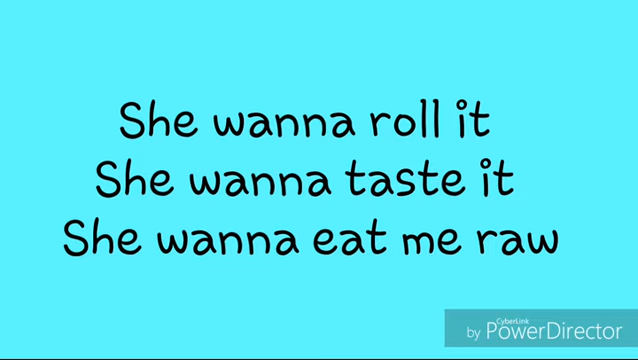 She wanna roll it
She wanna taste it
She wanna eat me raw
by CyberLink PowerDirector